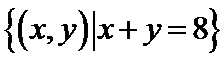 {(x, y)|x + y = 8}